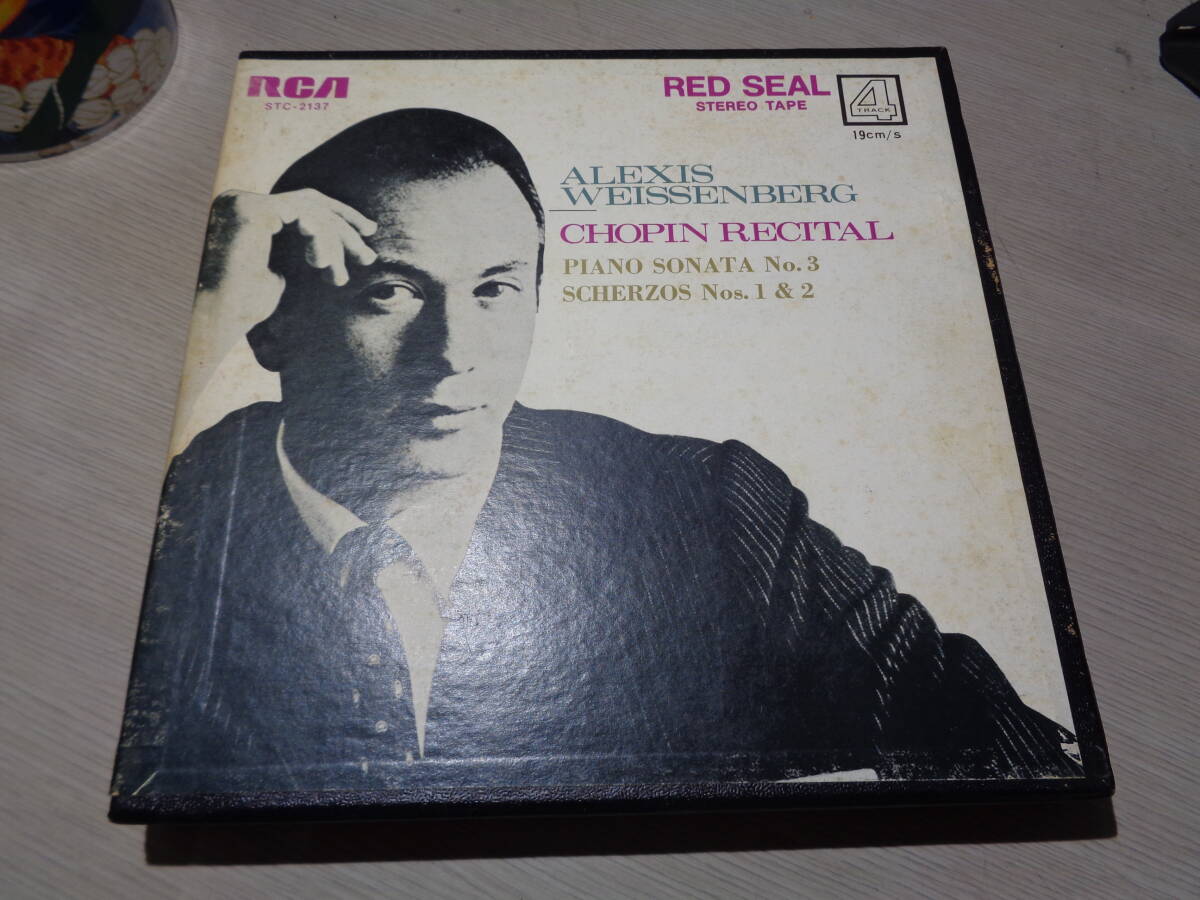 RCA
STC-2137
RED SEAL
STEREO TAPE
4
TRACK
19cm/s
ALEXIS
WEISSENBERG
CHOPIN RECITAL
PIANO SONATA No. 3
SCHERZOS Nos. 1 & 2